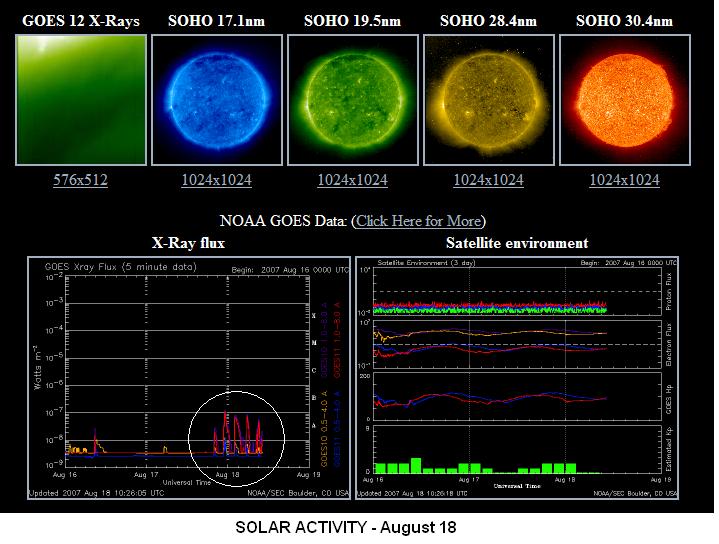 GOES 12 X-Rays SOHO 17.1nm SOHO 19.5nm SOHO 28.4nm SOHO 30.4nm
576x512 1024x1024 1024x1024 1024x1024 1024x1024
NOAA GOES Data: (Click Here for More)
X-Ray flux
GOES Xray Flux (5 minute data) Begin: 2007 Aug 16 0000 UTC
Watts m-2
10-2
10-3
10-4
10-5
10-6
10-7
10-8
10-9
X
M
C
B
A
GOES10 1.0-8.0 A
GOES11 1.0-8.0 A
GOES10 0.5-4.0 A
GOES11 0.5-4.0 A
Aug 16 Aug 17 Aug 18 Aug 19
Universal Time
Updated 2007 Aug 18 10:26:05 UTC NOAA/SEC Boulder, CO USA
Satellite environment
Satellite Environment (3 day) Begin: 2007 Aug 16 0000 UTC
Proton Flux
Electron Flux
200
0
GOES Hp
9
0
Estimated Kp
Aug 16 Aug 17 Aug 18 Aug 19
Universal Time
Updated 2007 Aug 18 10:26:18 UTC NOAA/SEC Boulder, CO USA
SOLAR ACTIVITY - August 18